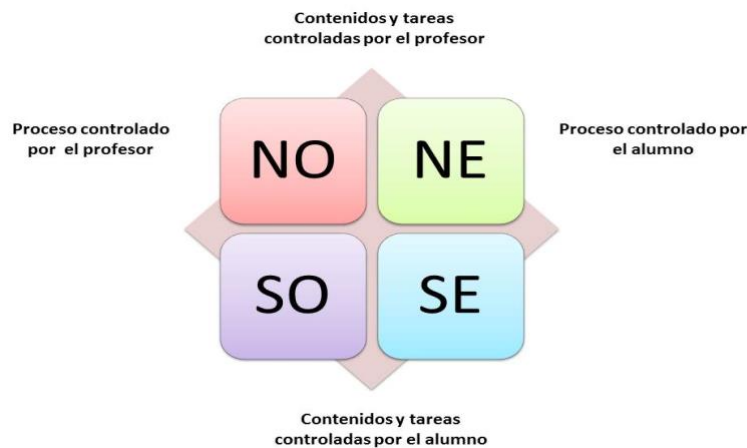 Contenidos y tareas
controladas por el profesor
Proceso controlado
por el profesor
NO
NE
Proceso controlado por
el alumno
SO
SE
Contenidos y tareas
controladas por el alumno